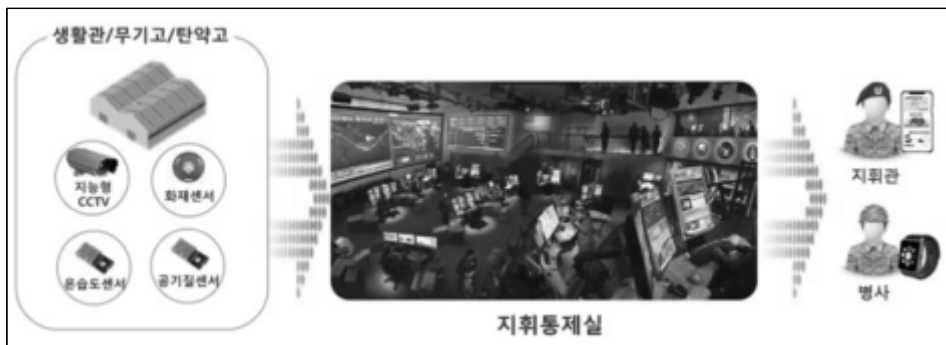 생활관/무기고/탄약고
지능형
CCTV
화재센서
온습도센서
공기질센서
지휘통제실
지휘관
병사